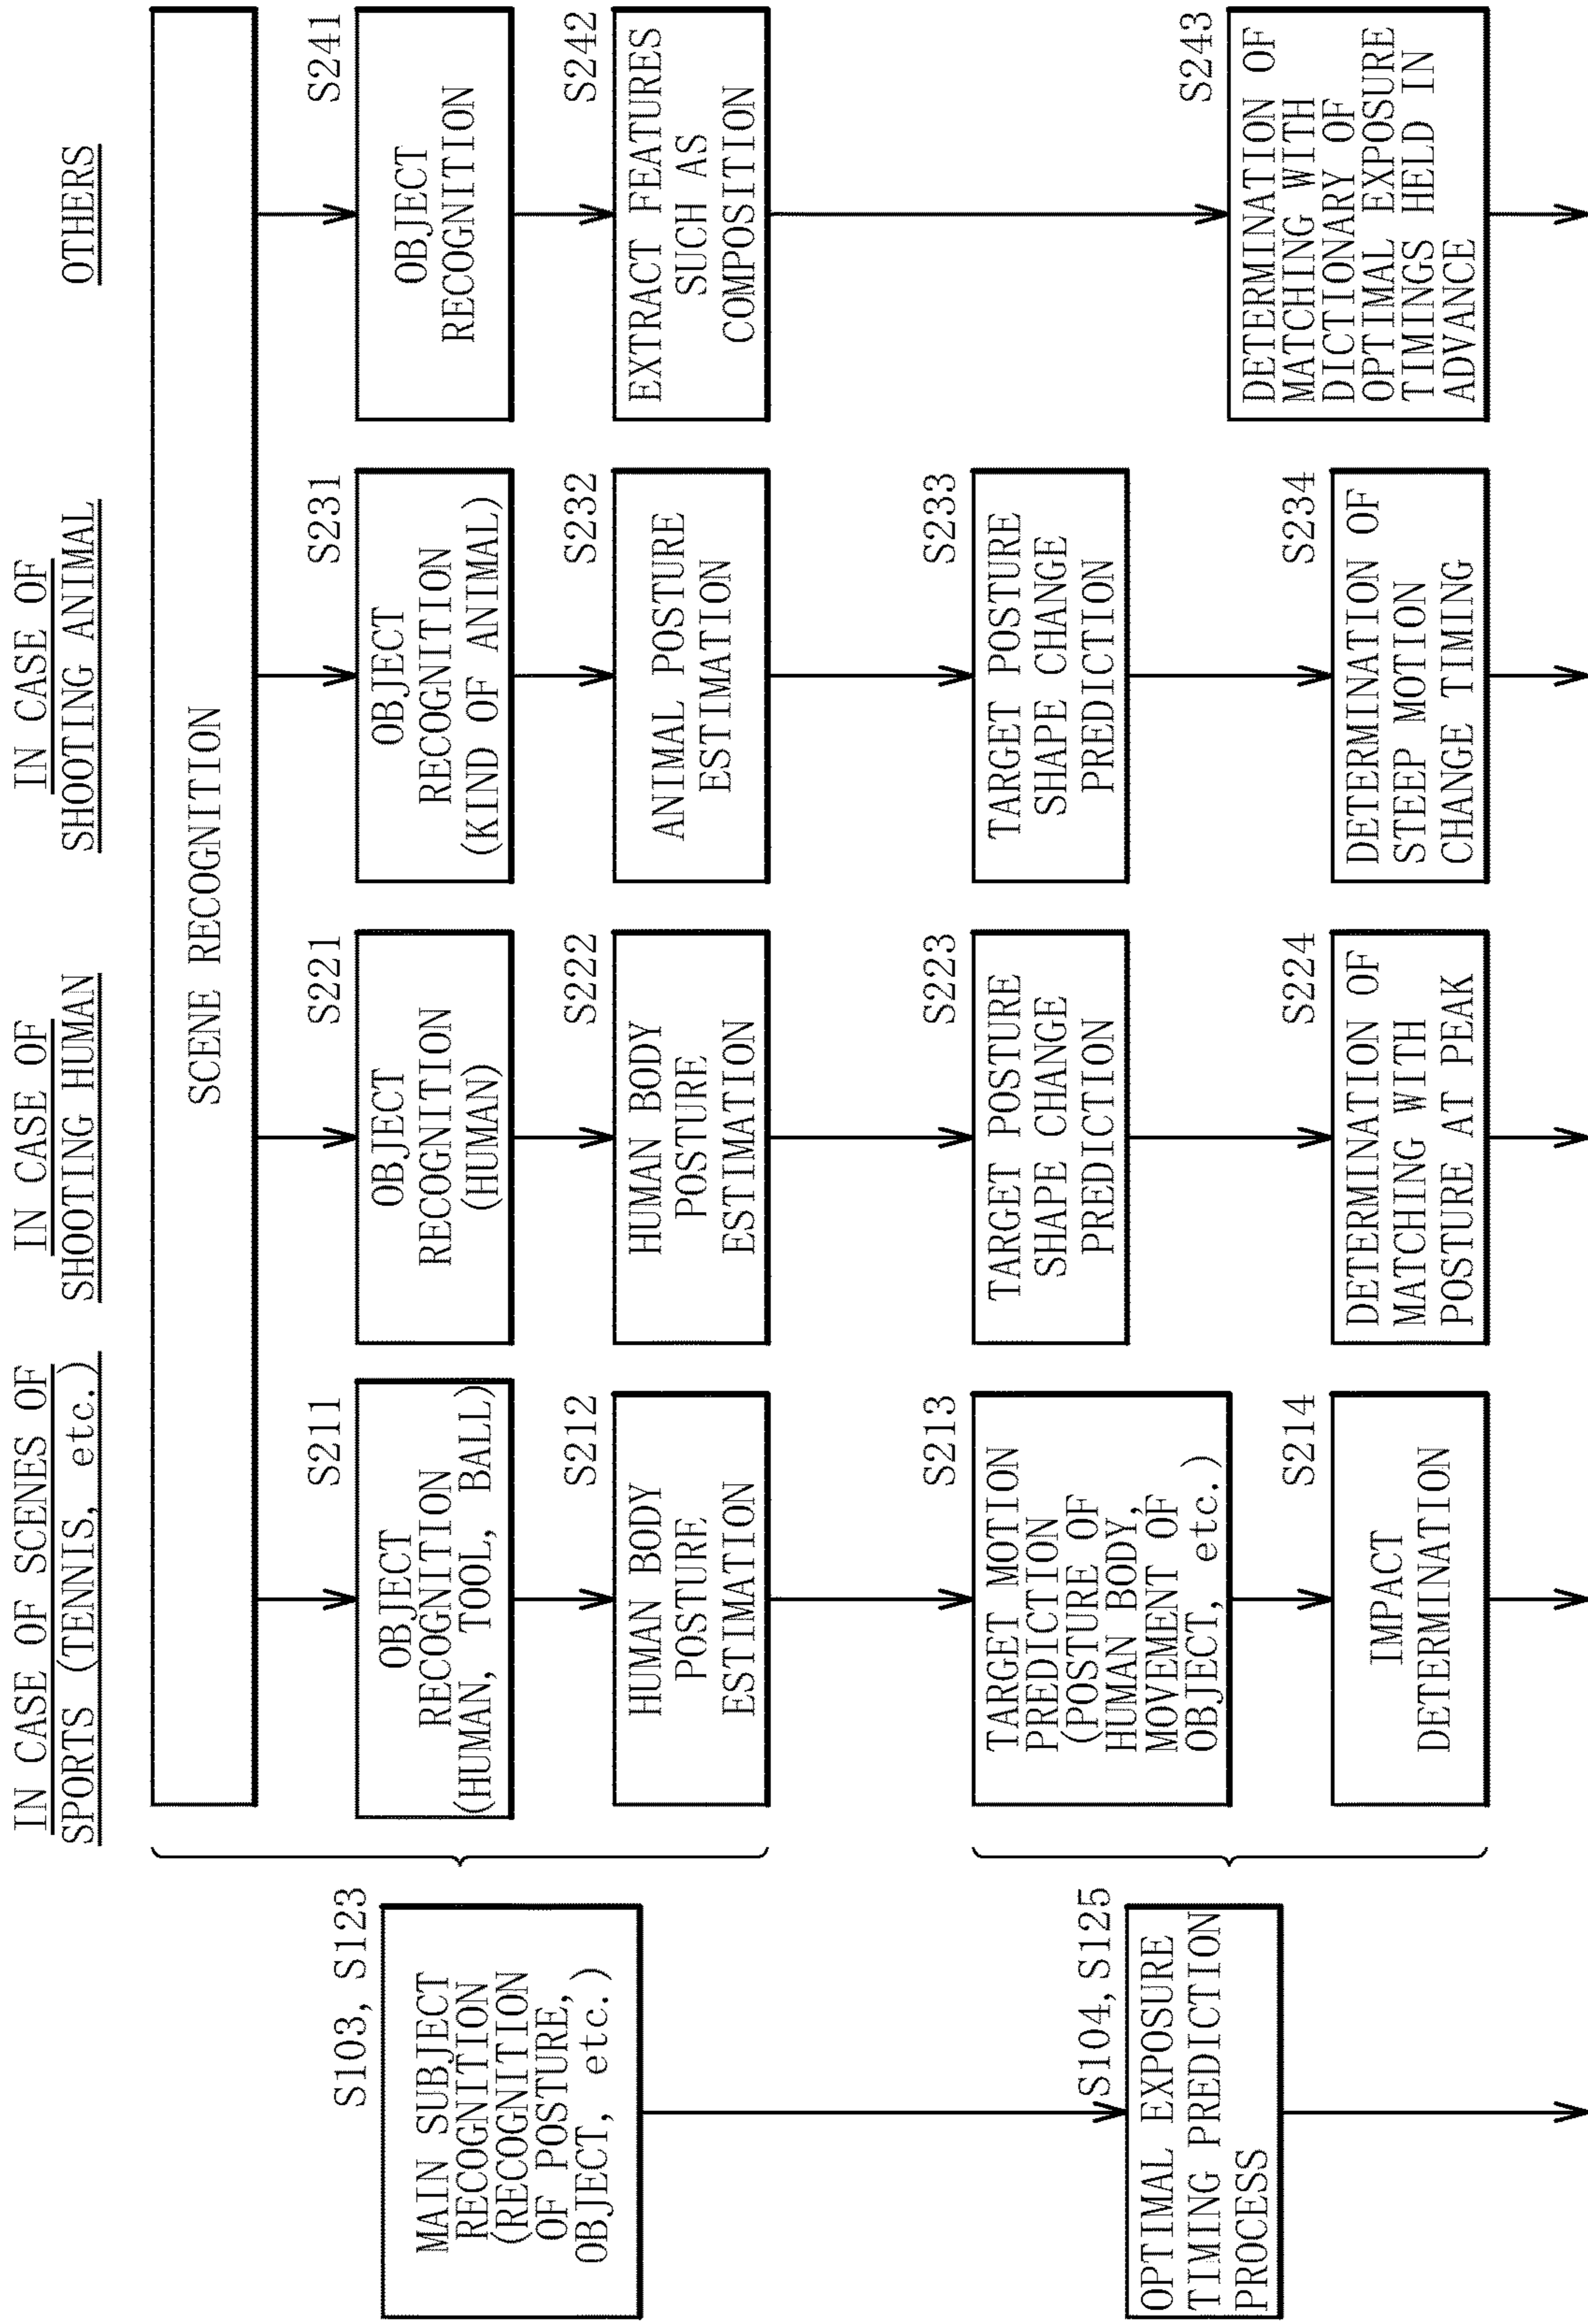 IN CASE OF SCENES OF
SPORTS (TENNIS, etc.)
IN CASE OF
SHOOTING HUMAN
IN CASE OF
SHOOTING ANIMAL
OTHERS
SCENE RECOGNITION
S103, S123
MAIN SUBJECT
RECOGNITION
(RECOGNITION
OF POSTURE,
OBJECT, etc.)
S211
OBJECT
RECOGNITION
(HUMAN, TOOL, BALL)
S221
OBJECT
RECOGNITION
(HUMAN)
S231
OBJECT
RECOGNITION
(KIND OF ANIMAL)
S241
OBJECT
RECOGNITION
S212
HUMAN BODY
POSTURE
ESTIMATION
S222
HUMAN BODY
POSTURE
ESTIMATION
S232
ANIMAL POSTURE
ESTIMATION
S242
EXTRACT FEATURES
SUCH AS
COMPOSITION
S104, S125
OPTIMAL EXPOSURE
TIMING PREDICTION
PROCESS
S213
TARGET MOTION
PREDICTION
(POSTURE OF
HUMAN BODY,
MOVEMENT OF
OBJECT, etc.)
S223
TARGET POSTURE
SHAPE CHANGE
PREDICTION
S233
TARGET POSTURE
SHAPE CHANGE
PREDICTION
S214
IMPACT
DETERMINATION
S224
DETERMINATION OF
MATCHING WITH
POSTURE AT PEAK
S234
DETERMINATION OF
STEEP MOTION
CHANGE TIMING
S243
DETERMINATION OF
MATCHING WITH
DICTIONARY OF
OPTIMAL EXPOSURE
TIMINGS HELD IN
ADVANCE